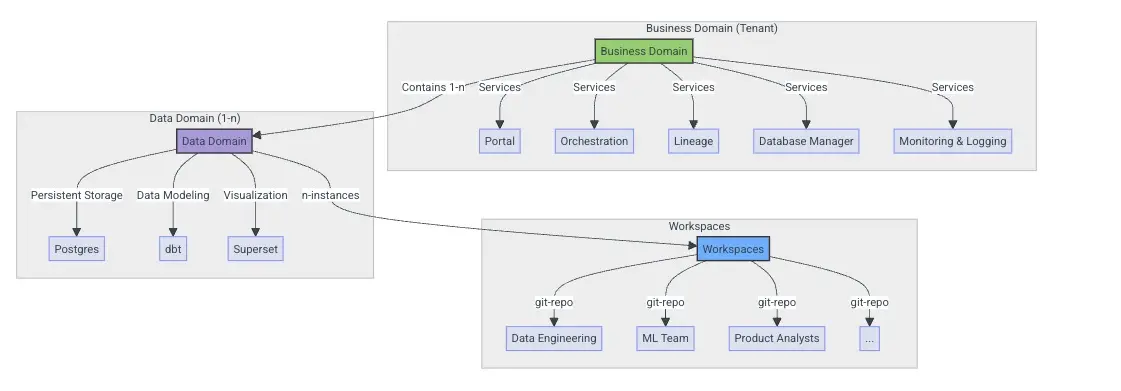 Business Domain (Tenant)
Business Domain
Contains 1-n
Services
Services
Services
Services
Services
Portal
Orchestration
Lineage
Database Manager
Monitoring & Logging
Data Domain (1-n)
Data Domain
Persistent Storage
Data Modeling
Visualization
n-instances
Postgres
dbt
Superset
Workspaces
Workspaces
git-repo
git-repo
git-repo
git-repo
Data Engineering
ML Team
Product Analysts
...